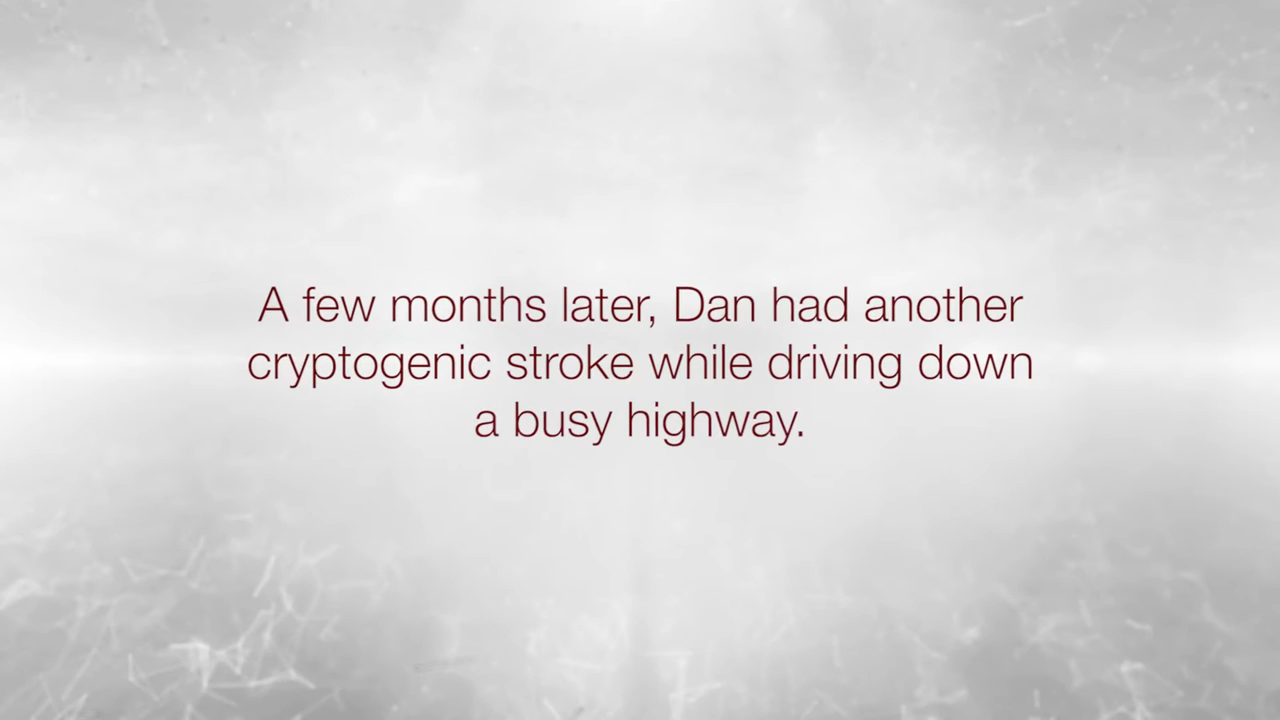 A few months later, Dan had another
cryptogenic stroke while driving down
a busy highway.